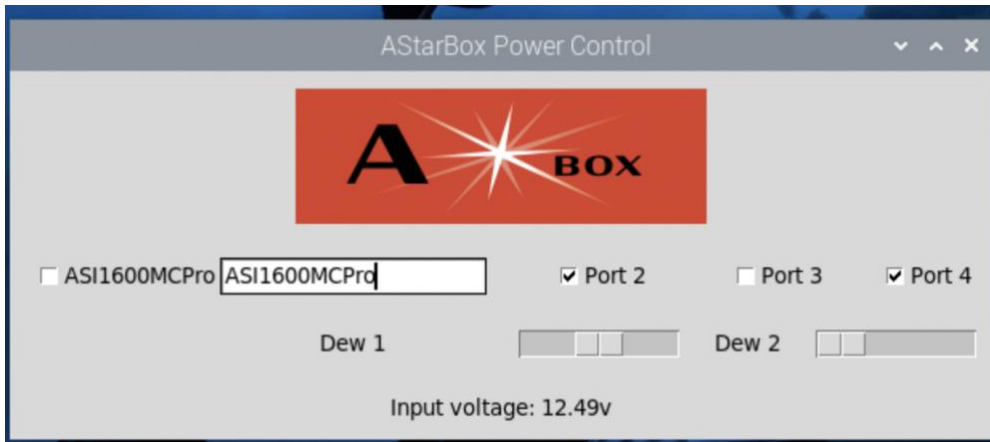 AStarBox Power Control
A BOX
ASI1600MCPro ASI1600MCPro Port 2 Port 3 Port 4
Dew 1 Dew 2
Input voltage: 12.49v